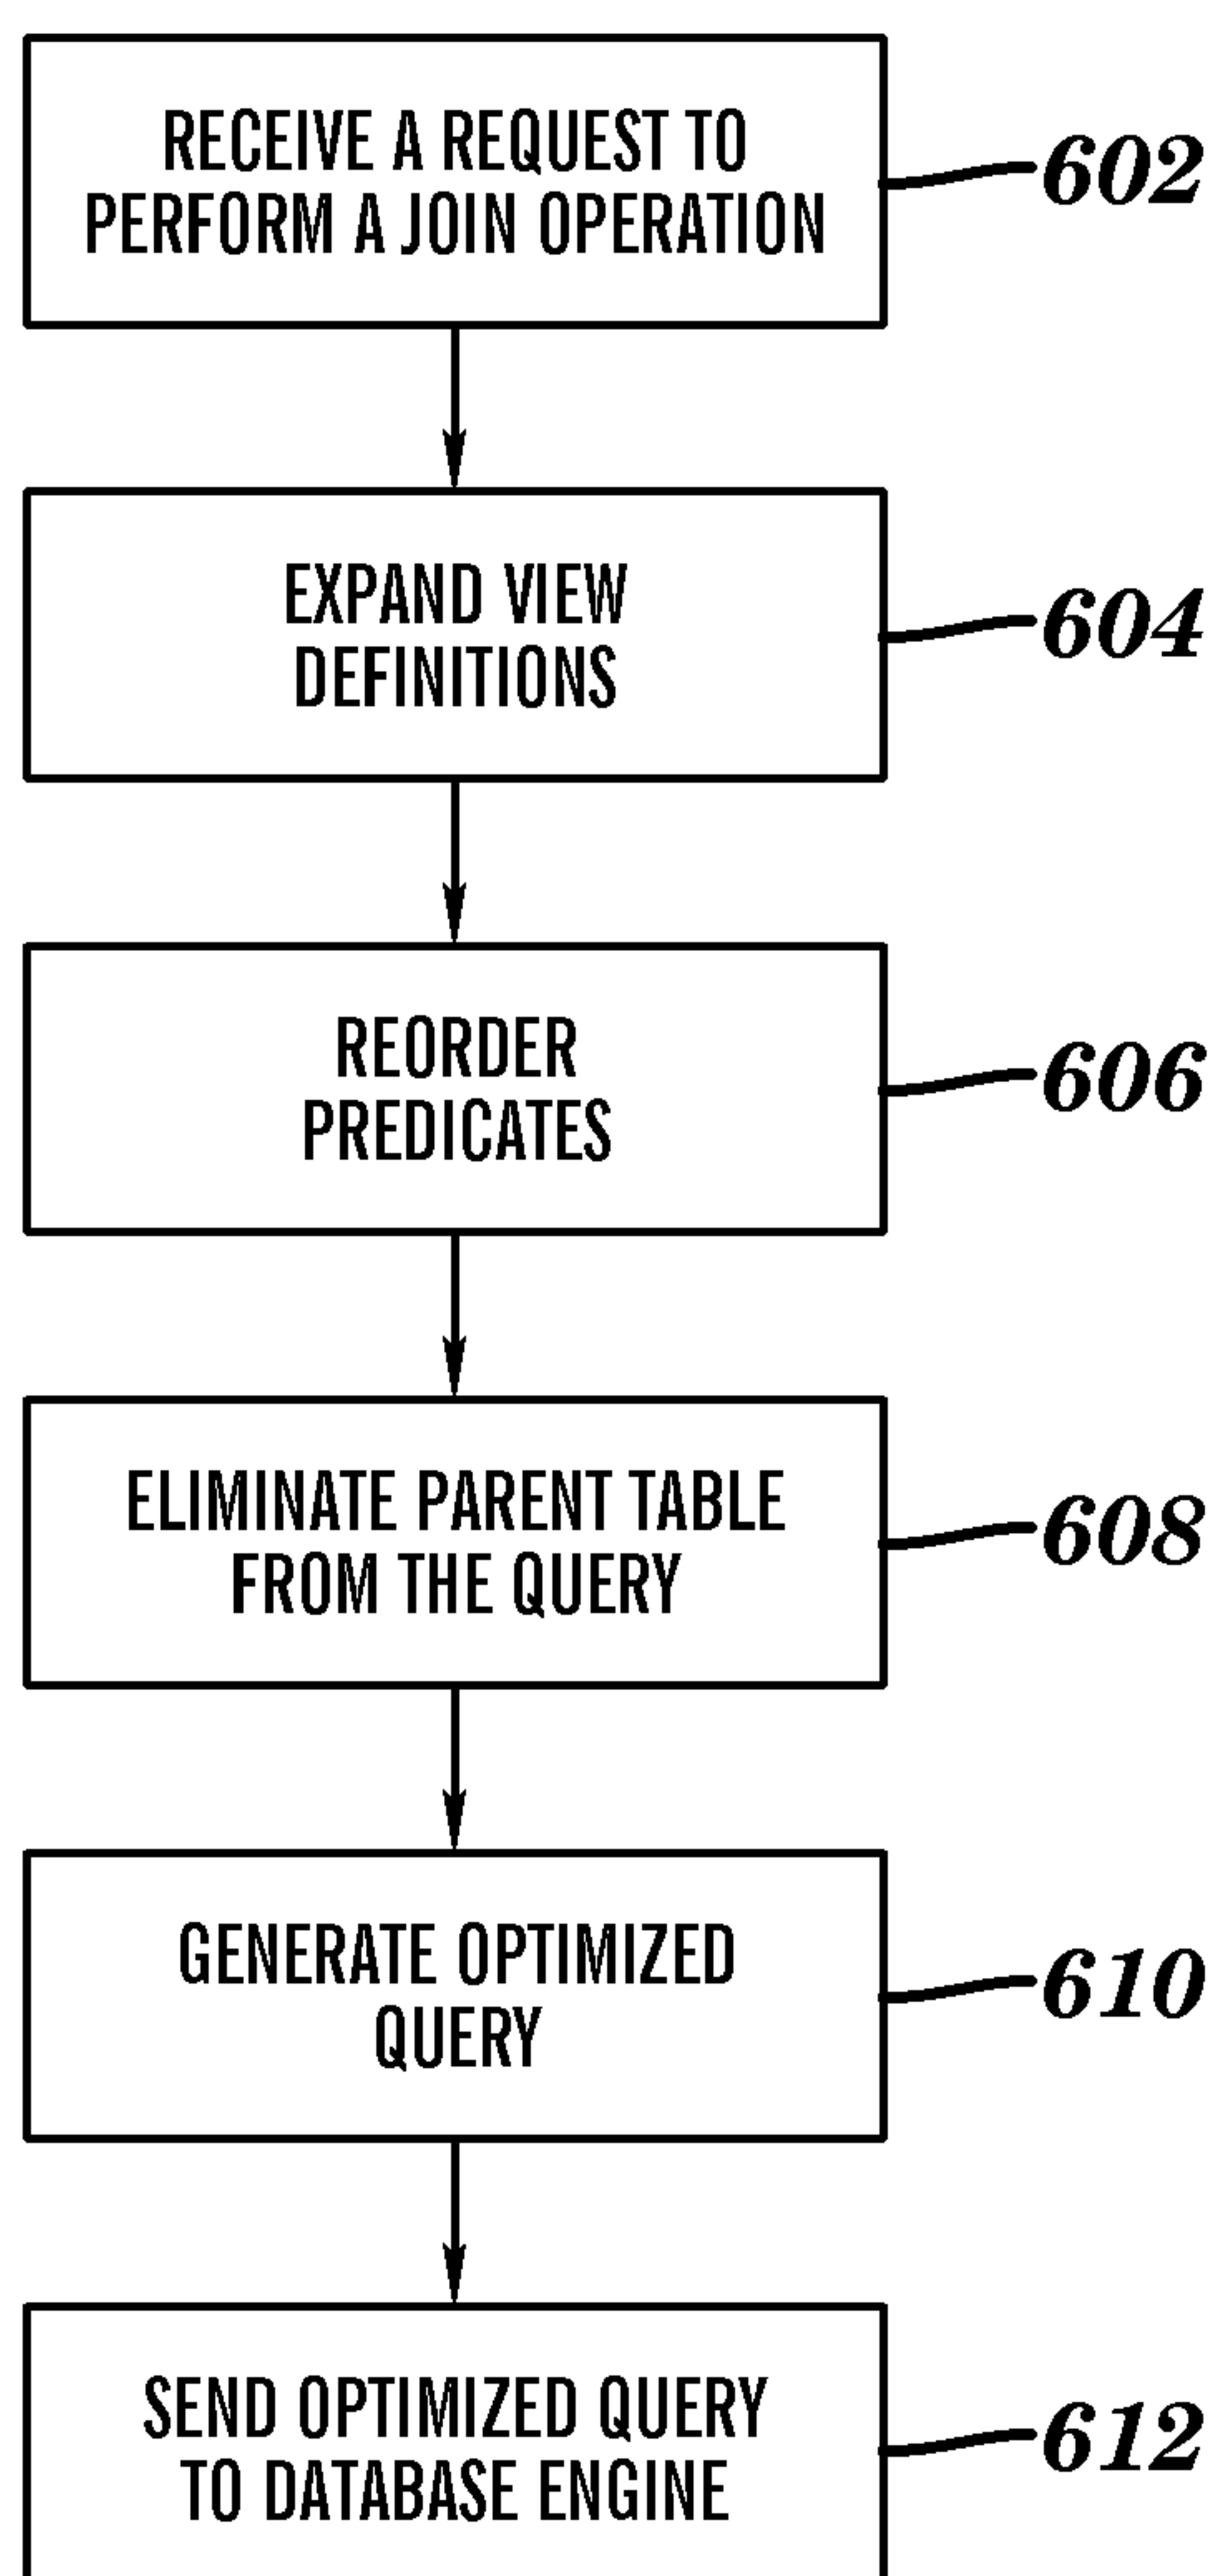 RECEIVE A REQUEST TO
PERFORM A JOIN OPERATION
602
EXPAND VIEW
DEFINITIONS
604
REORDER
PREDICATES
606
ELIMINATE PARENT TABLE
FROM THE QUERY
608
GENERATE OPTIMIZED
QUERY
610
SEND OPTIMIZED QUERY
TO DATABASE ENGINE
612